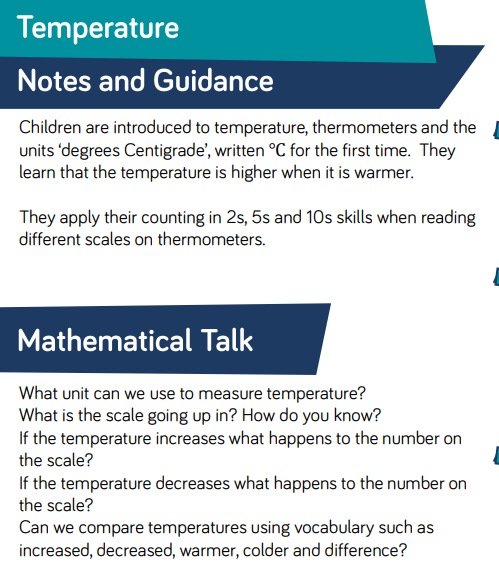 Temperature
Notes and Guidance
Children are introduced to temperature, thermometers and the
units ‘degrees Centigrade’, written ℃ for the first time.  They
learn that the temperature is higher when it is warmer.
They apply their counting in 2s, 5s and 10s skills when reading
different scales on thermometers.
Mathematical Talk
What unit can we use to measure temperature?
What is the scale going up in? How do you know?
If the temperature increases what happens to the number on
the scale?
If the temperature decreases what happens to the number on
the scale?
Can we compare temperatures using vocabulary such as
increased, decreased, warmer, colder and difference?